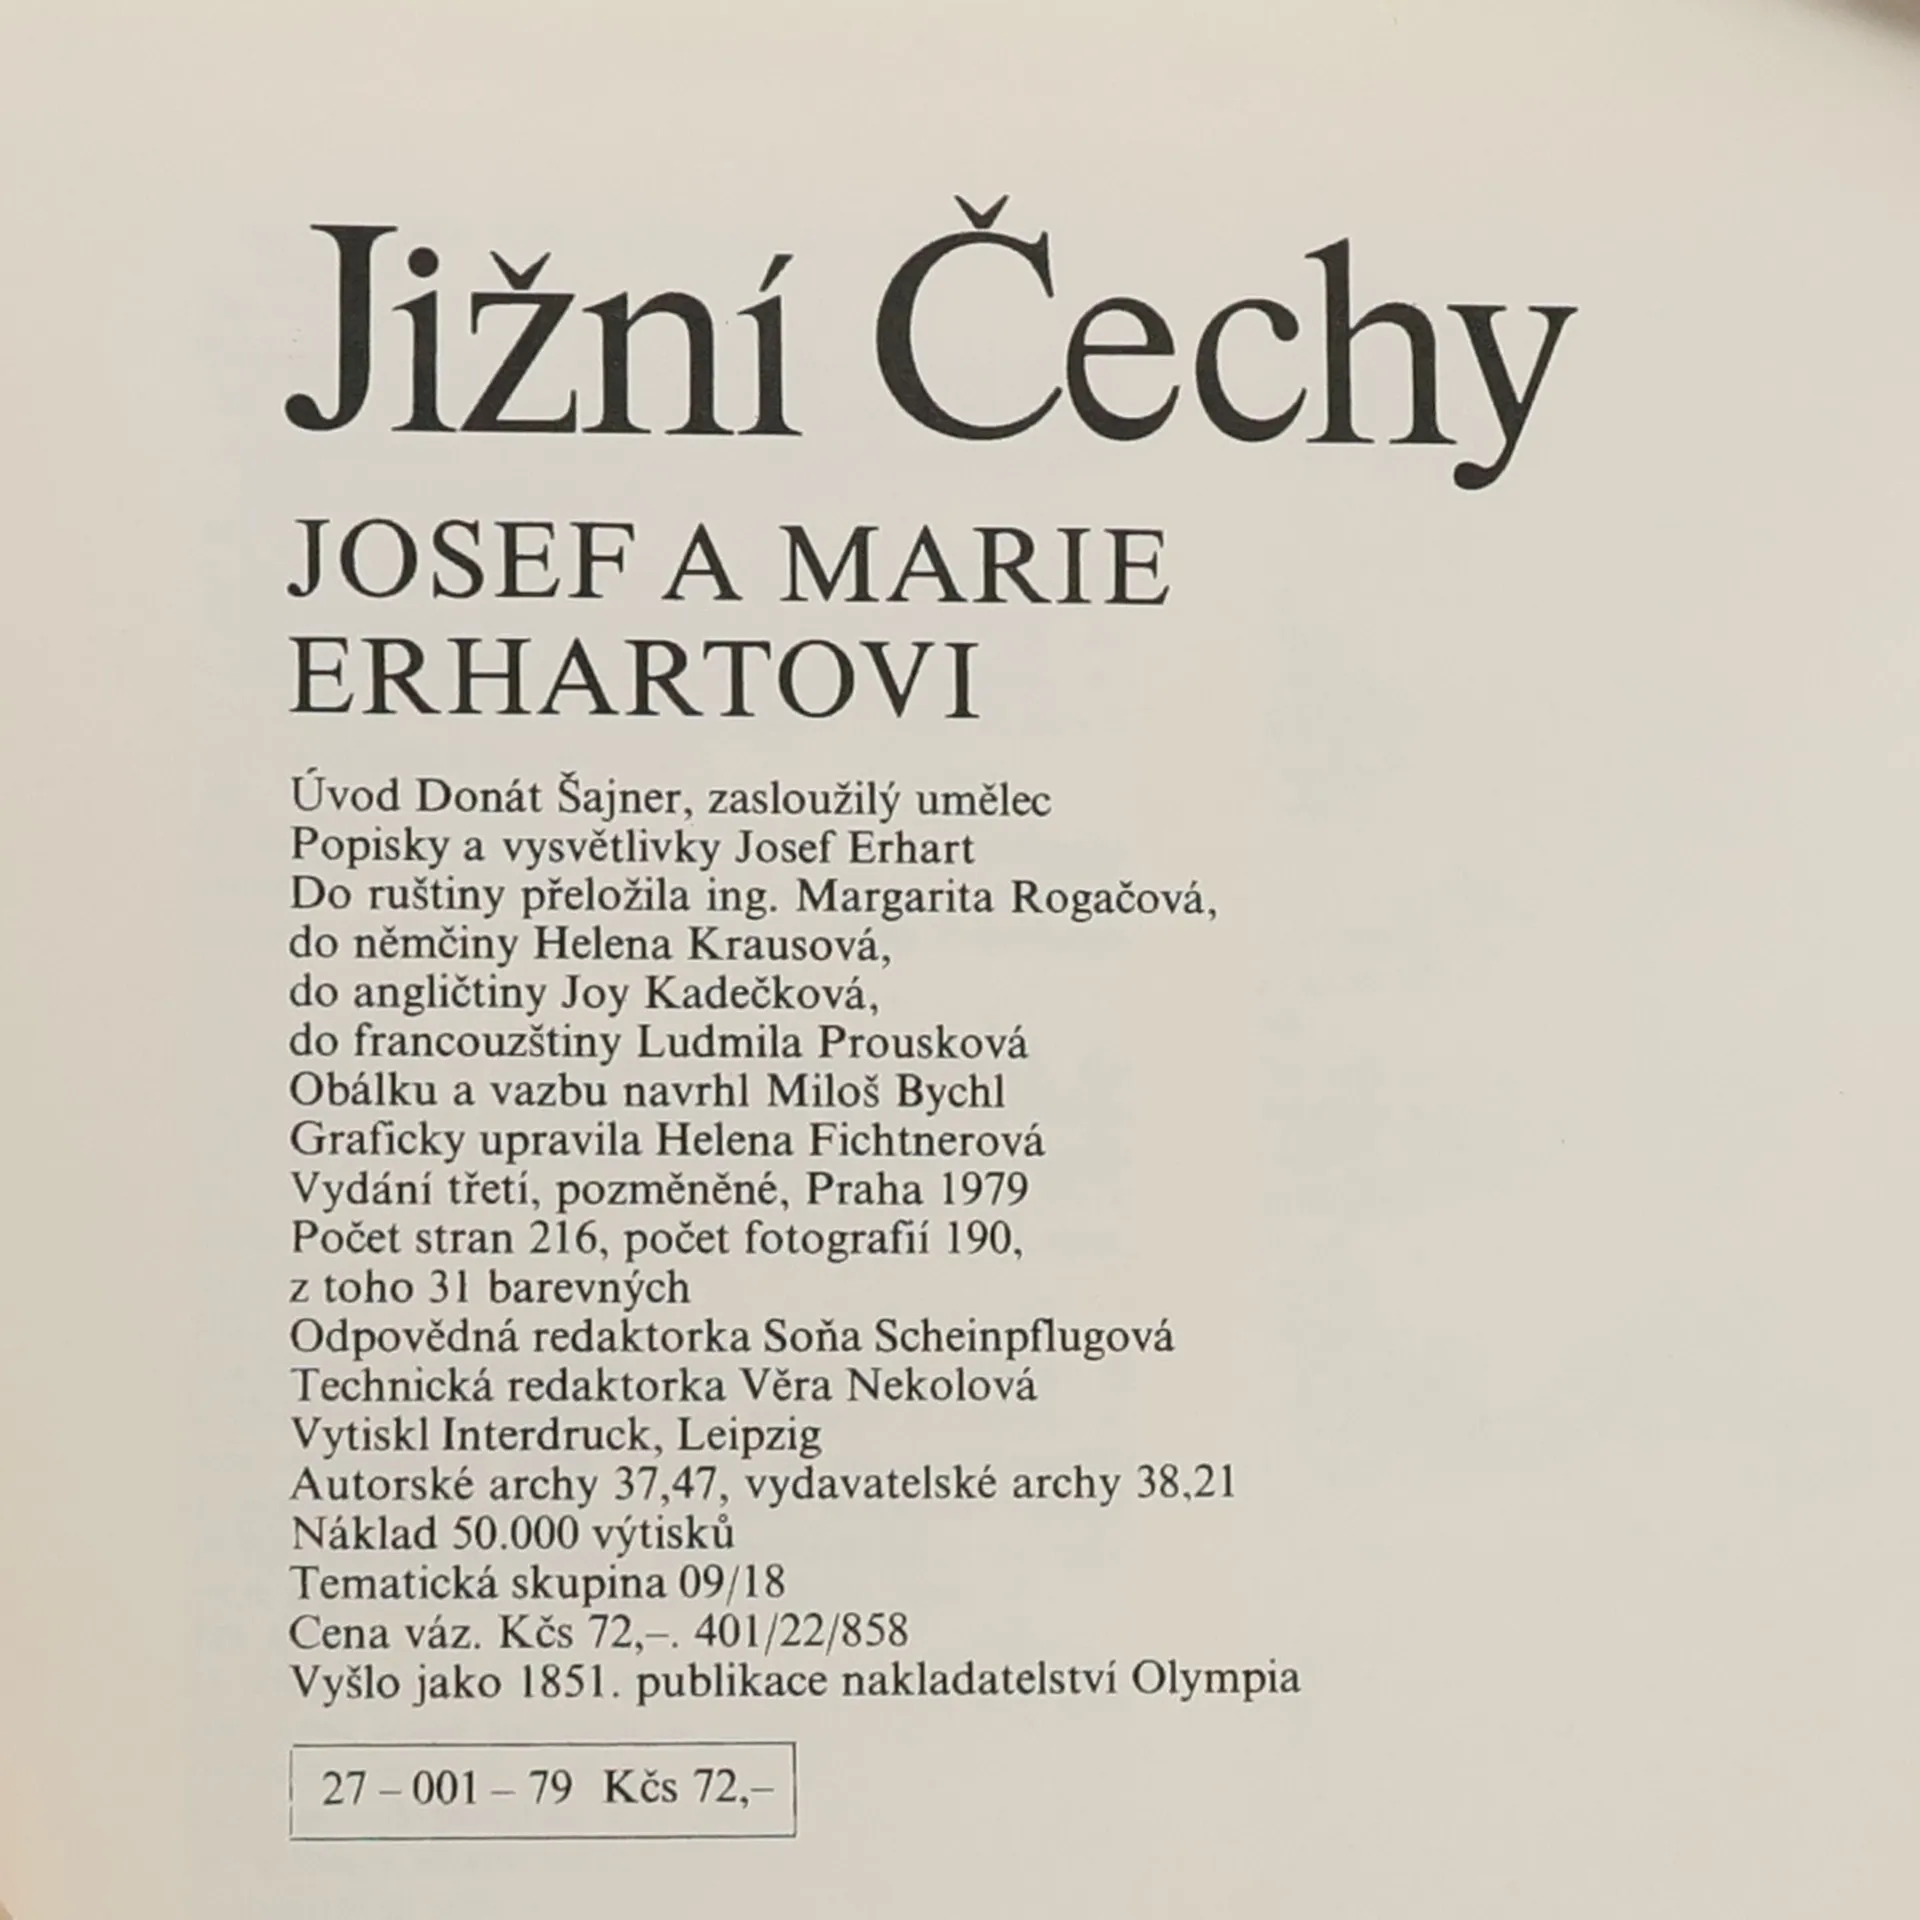 Jižní Čechy
JOSEF A MARIE
ERHARTOVI
Úvod Donát Šajner, zasloužilý umělec
Popisky a vysvětlivky Josef Erhart
Do ruštiny přeložila ing. Margarita Rogačová,
do němčiny Helena Krausová,
do angličtiny Joy Kadečková,
do francouzštiny Ludmila Prousková
Obálku a vazbu navrhl Miloš Bychl
Graficky upravila Helena Fichtnerová
Vydání třetí, pozměněné, Praha 1979
Počet stran 216, počet fotografií 190,
z toho 31 barevných
Odpovědná redaktorka Soňa Scheinpflugová
Technická redaktorka Věra Nekolová
Vytiskl Interdruck, Leipzig
Autorské archy 37,47, vydavatelské archy 38,21
Náklad 50.000 výtisků
Tematická skupina 09/18
Cena váz. Kčs 72,–. 401/22/858
Vyšlo jako 1851. publikace nakladatelství Olympia
27 – 001 – 79 Kčs 72,–